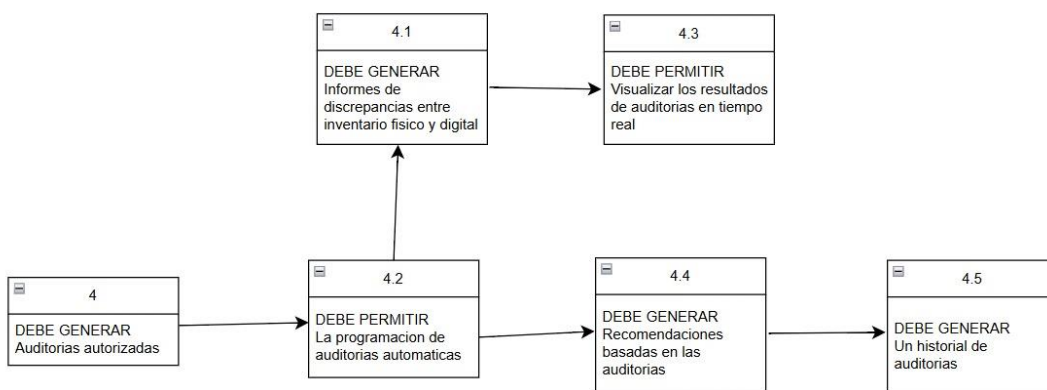 4.1
DEBE GENERAR
Informes de
discrepancias entre
inventario fisico y digital
4.3
DEBE PERMITIR
Visualizar los resultados
de auditorias en tiempo
real
4
DEBE GENERAR
Auditorias autorizadas
4.2
DEBE PERMITIR
La programacion de
auditorias automaticas
4.4
DEBE GENERAR
Recomendaciones
basadas en las
auditorias
4.5
DEBE GENERAR
Un historial de
auditorias